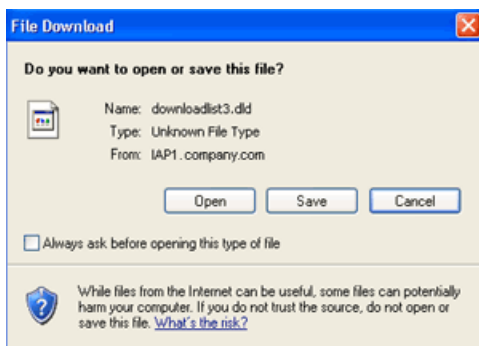 File Download
Do you want to open or save this file?
Name: downloadlist3.dld
Type: Unknown File Type
From: IAP1.company.com
Open Save Cancel
Always ask before opening this type of file
While files from the Internet can be useful, some files can potentially
harm your computer. If you do not trust the source, do not open or
save this file. What's the risk?